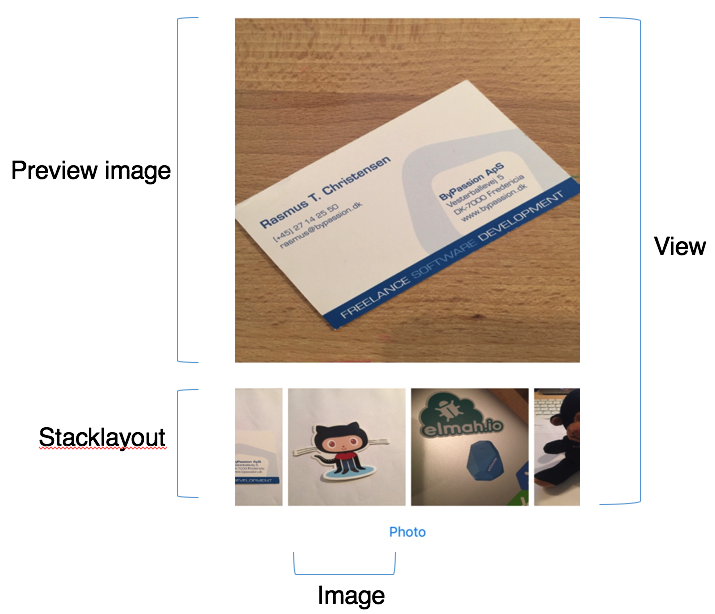 Preview image
Rasmus T. Christensen
(+45) 27 14 25 50
rasmus@bypassion.dk
ByPassion ApS
Vesterballevej 5
DK-7000 Fredericia
www.bypassion.dk
FREELANCE SOFTWARE DEVELOPMENT
View
Stacklayout
elmah.io
Photo
Image